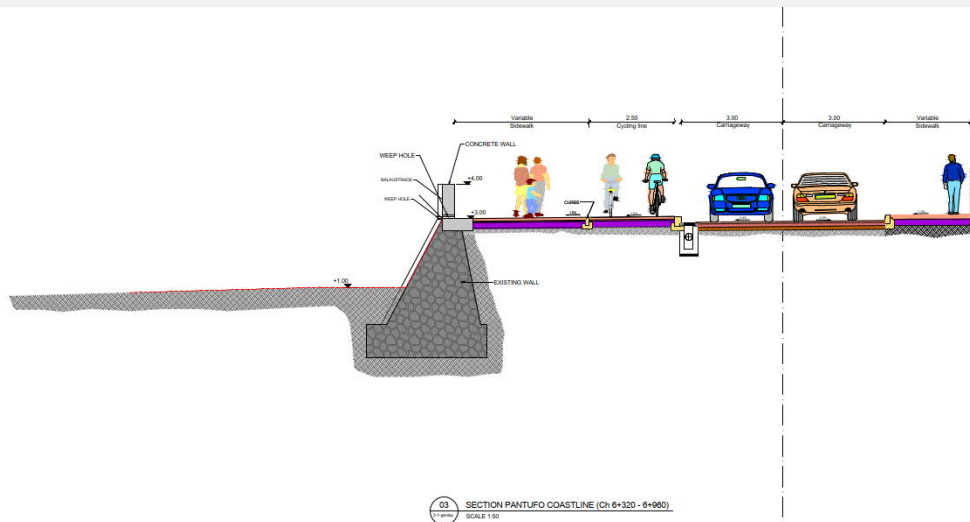 Variable
Sidewalk
2.50
Cycling line
3.00
Carriageway
3.00
Carriageway
Variable
Sidewalk
CONCRETE WALL
WEEP HOLE
+4.00
BALAUSTRADE
WEEP HOLE
CURBS
+3.00
+1.00
EXISTING WALL
03
SECTION PANTUFO COASTLINE (Ch 6+320 - 6+960)
SCALE 1:50